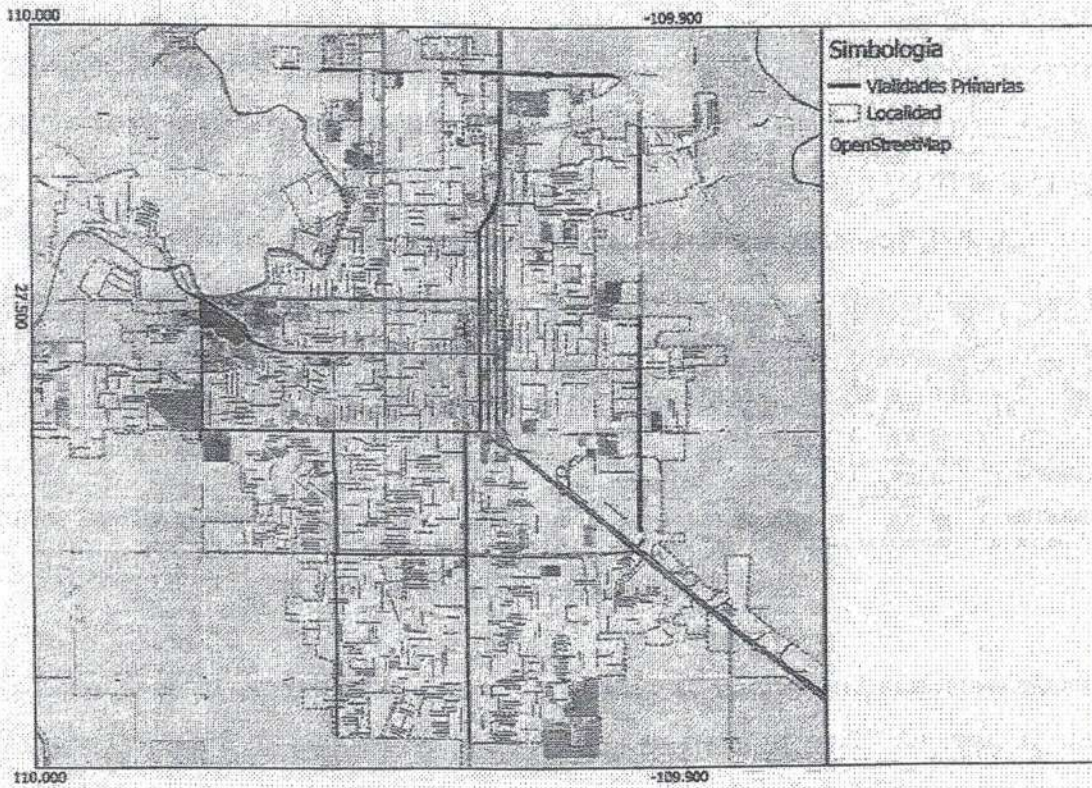 110.000
-109.900
Simbología
Vialidades Primarias
Localidad
OpenStreetMap
27.500
110.000
-109.900